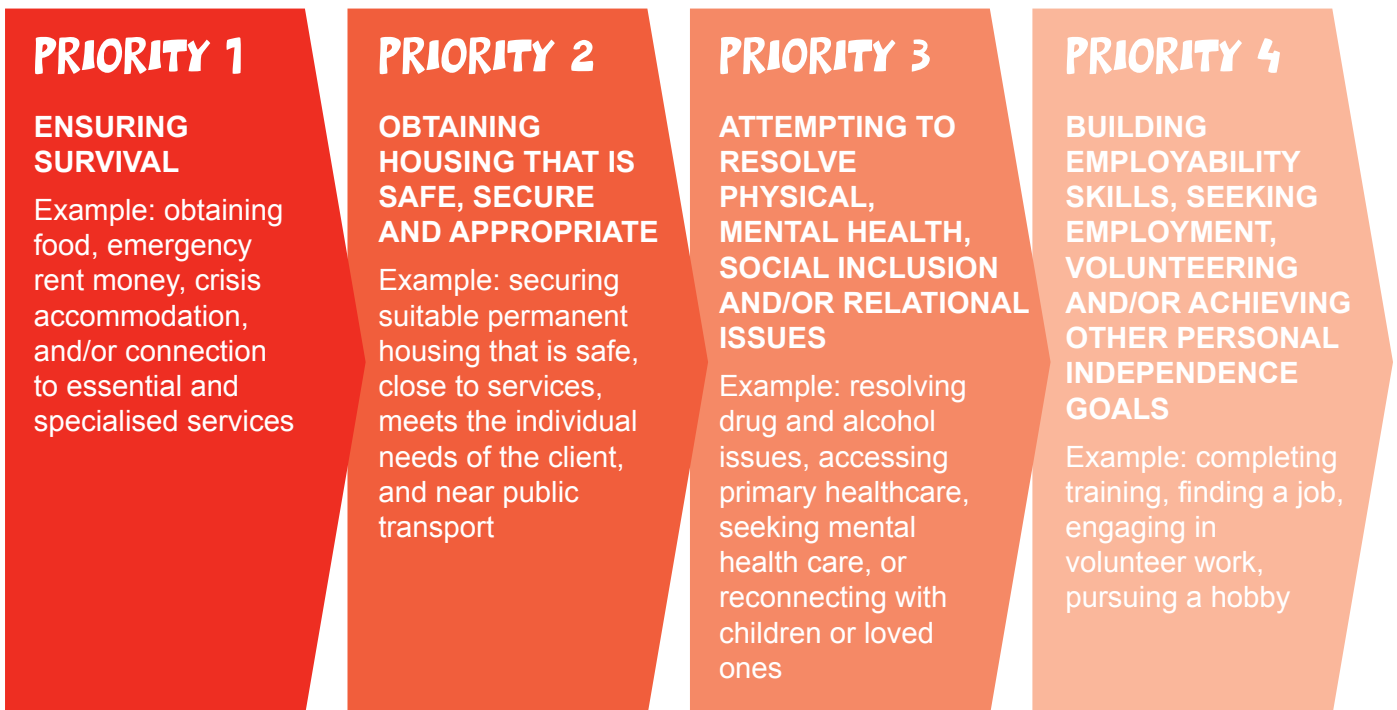 PRIORITY 1
ENSURING
SURVIVAL
Example: obtaining
food, emergency
rent money, crisis
accommodation,
and/or connection
to essential and
specialised services
PRIORITY 2
OBTAINING
HOUSING THAT IS
SAFE, SECURE
AND APPROPRIATE
Example: securing
suitable permanent
housing that is safe,
close to services,
meets the individual
needs of the client,
and near public
transport
PRIORITY 3
ATTEMPTING TO
RESOLVE
PHYSICAL,
MENTAL HEALTH,
SOCIAL INCLUSION
AND/OR RELATIONAL
ISSUES
Example: resolving
drug and alcohol
issues, accessing
primary healthcare,
seeking mental
health care, or
reconnecting with
children or loved
ones
PRIORITY 4
BUILDING
EMPLOYABILITY
SKILLS, SEEKING
EMPLOYMENT,
VOLUNTEERING
AND/OR ACHIEVING
OTHER PERSONAL
INDEPENDENCE
GOALS
Example: completing
training, finding a job,
engaging in
volunteer work,
pursuing a hobby